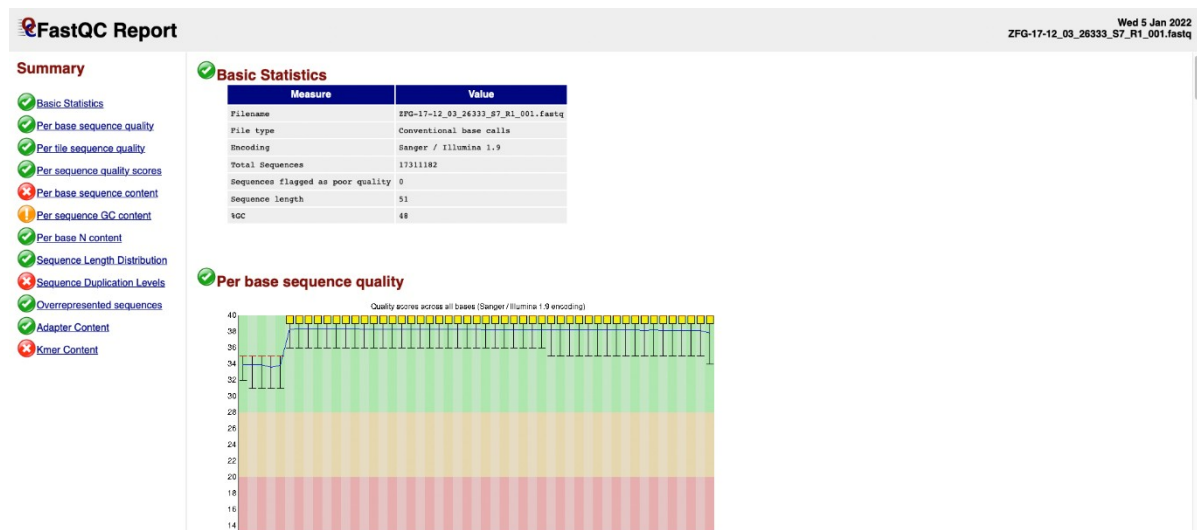 FastQC Report
Wed 5 Jan 2022
ZFG-17-12_03_26333_S7_R1_001.fastq
Summary
Basic Statistics
Per base sequence quality
Per tile sequence quality
Per sequence quality scores
Per base sequence content
Per sequence GC content
Per base N content
Sequence Length Distribution
Sequence Duplication Levels
Overrepresented sequences
Adapter Content
Kmer Content
Basic Statistics
Measure Value
Filename ZFG-17-12_03_26333_S7_R1_001.fastq
File type Conventional base calls
Encoding Sanger / Illumina 1.9
Total Sequences 17311182
Sequences flagged as poor quality 0
Sequence length 51
%GC 48
Per base sequence quality
Quality scores across all bases (Sanger / Illumina 1.9 encoding)
40
38
36
34
32
30
28
26
24
22
20
18
16
14